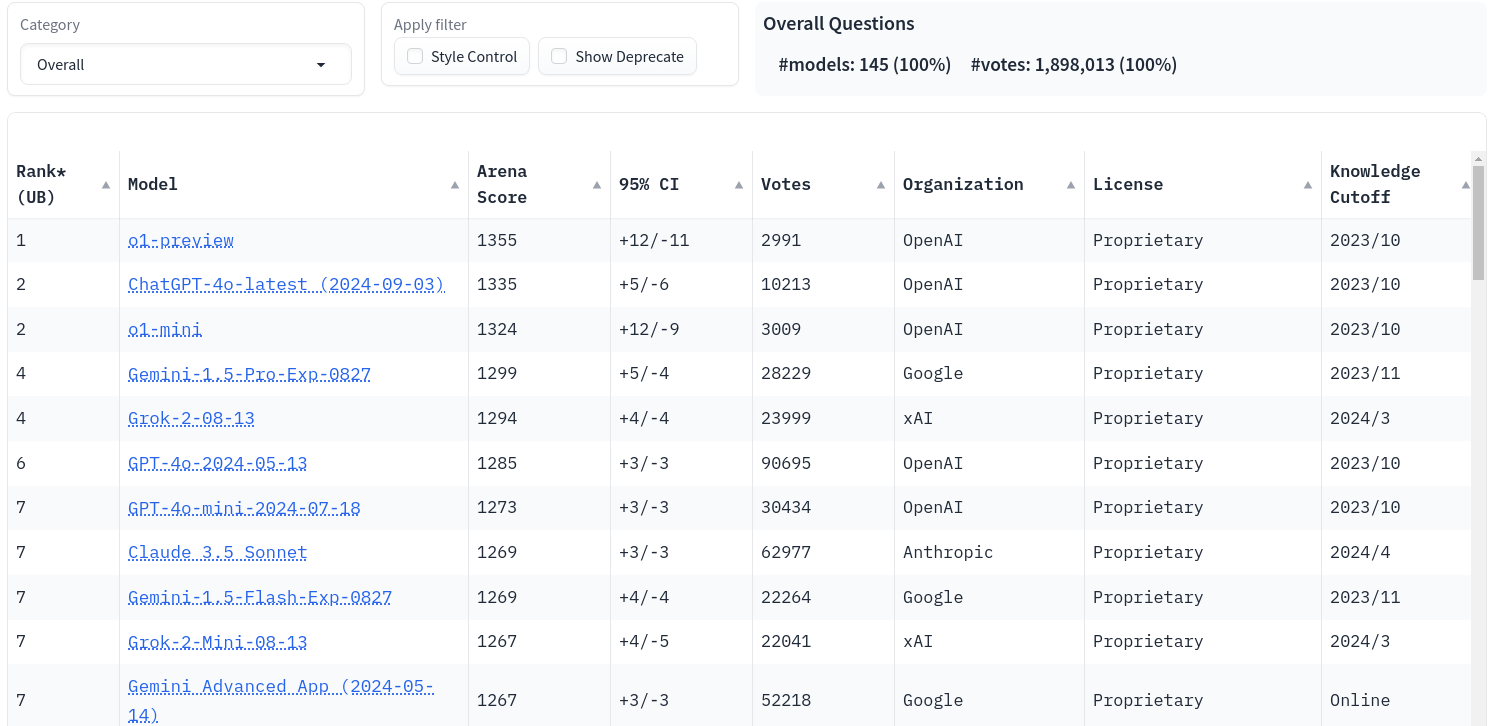 Category
Overall
Apply filter
Style Control Show Deprecate
Overall Questions
#models: 145 (100%) #votes: 1,898,013 (100%)
Rank* (UB) Model Arena Score 95% CI Votes Organization License Knowledge Cutoff
1 o1-preview 1355 +12/-11 2991 OpenAI Proprietary 2023/10
2 ChatGPT-4o-latest (2024-09-03) 1335 +5/-6 10213 OpenAI Proprietary 2023/10
2 o1-mini 1324 +12/-9 3009 OpenAI Proprietary 2023/10
4 Gemini-1.5-Pro-Exp-0827 1299 +5/-4 28229 Google Proprietary 2023/11
4 Grok-2-08-13 1294 +4/-4 23999 xAI Proprietary 2024/3
6 GPT-4o-2024-05-13 1285 +3/-3 90695 OpenAI Proprietary 2023/10
7 GPT-4o-mini-2024-07-18 1273 +3/-3 30434 OpenAI Proprietary 2023/10
7 Claude 3.5 Sonnet 1269 +3/-3 62977 Anthropic Proprietary 2024/4
7 Gemini-1.5-Flash-Exp-0827 1269 +4/-4 22264 Google Proprietary 2023/11
7 Grok-2-Mini-08-13 1267 +4/-5 22041 xAI Proprietary 2024/3
7 Gemini Advanced App (2024-05-14) 1267 +3/-3 52218 Google Proprietary Online